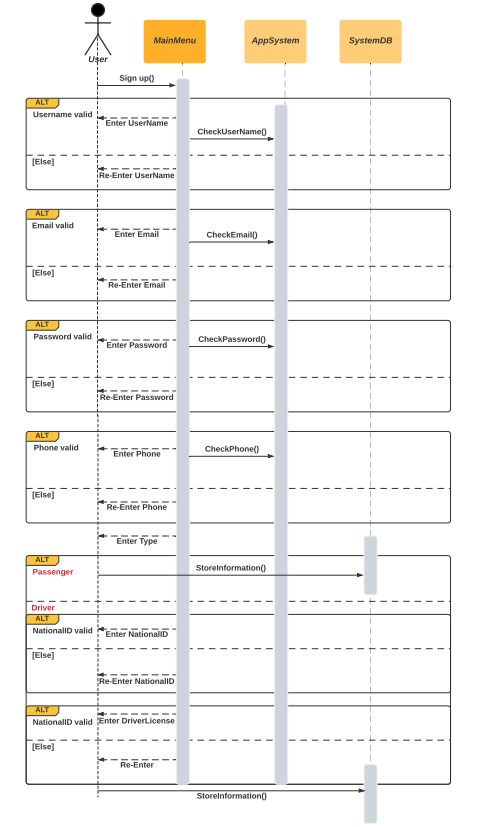 MainMenu
AppSystem
SystemDB
User
Sign up()
ALT
Username valid
Enter UserName
CheckUserName()
[Else]
Re-Enter UserName
ALT
Email valid
Enter Email
CheckEmail()
[Else]
Re-Enter Email
ALT
Password valid
Enter Password
CheckPassword()
[Else]
Re-Enter Password
ALT
Phone valid
Enter Phone
CheckPhone()
[Else]
Re-Enter Phone
Enter Type
ALT
Passenger
StoreInformation()
Driver
ALT
NationalID valid
Enter NationalID
[Else]
Re-Enter NationalID
ALT
NationalID valid
Enter DriverLicense
[Else]
Re-Enter
StoreInformation()